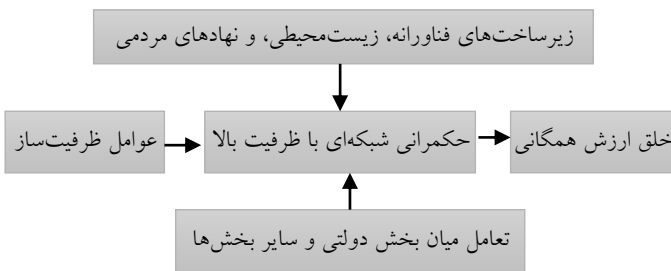 زیرساخت‌های فناورانه، زیست‌محیطی، و نهادهای مردمی
خلق ارزش همگانی
حکمرانی شبکه‌ای با ظرفیت بالا
عوامل ظرفیت‌ساز
تعامل میان بخش دولتی و سایر بخش‌ها